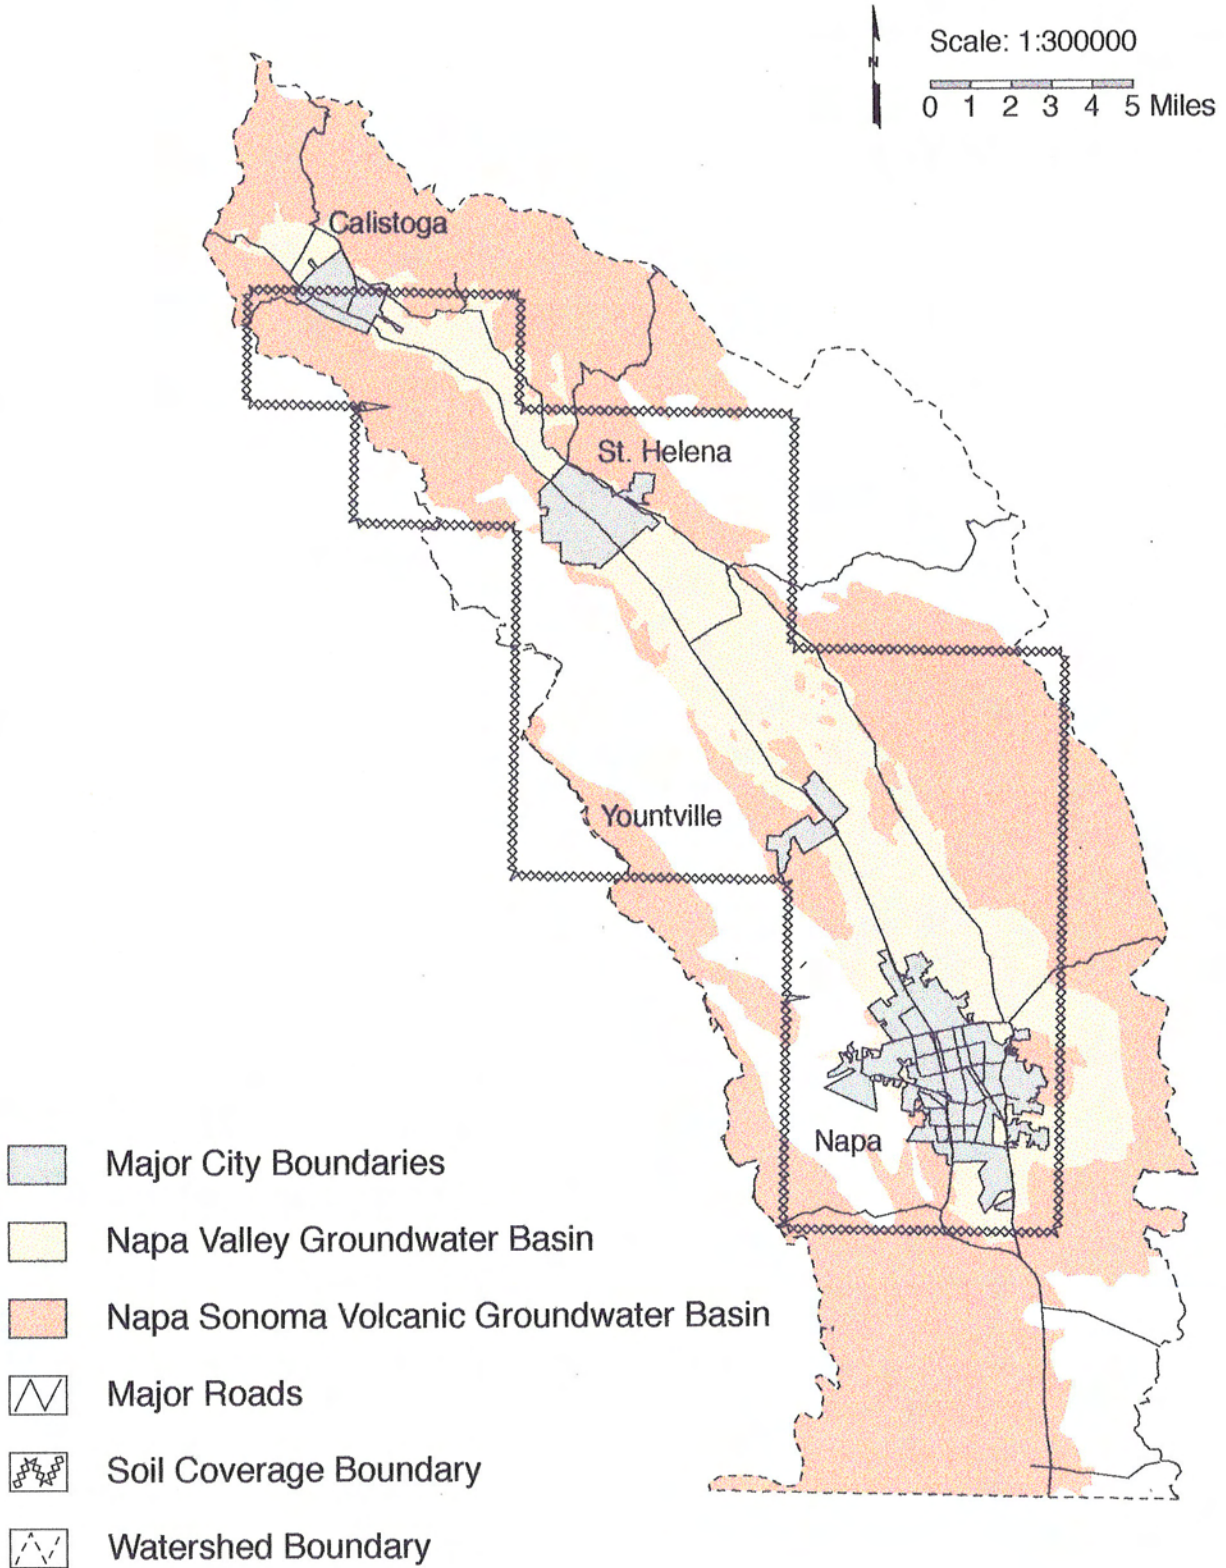 N
Scale: 1:300000
0 1 2 3 4 5 Miles
Calistoga
St. Helena
Yountville
Napa
Major City Boundaries
Napa Valley Groundwater Basin
Napa Sonoma Volcanic Groundwater Basin
Major Roads
Soil Coverage Boundary
Watershed Boundary